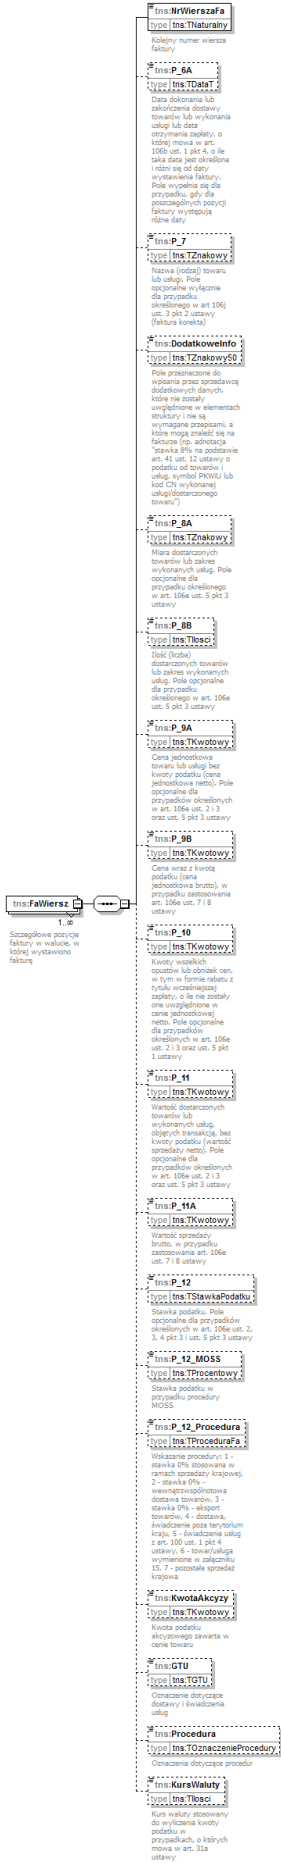 tns:NrWierszaFa
type tns:TNaturalny
Kolejny numer wiersza
faktury
tns:P_6A
type tns:TDataT
Data dokonania lub
zakończenia dostawy
towarów lub wykonania
usługi lub data
otrzymania zapłaty, o
której mowa w art.
106b ust. 1 pkt 4, o ile
taka data jest określona
i różni się od daty
wystawienia faktury.
Pole wypełnia się dla
przypadku, gdy dla
poszczególnych pozycji
faktury występują
różne daty
tns:P_7
type tns:TZnakowy
Nazwa (rodzaj) towaru
lub usługi. Pole
opcjonalne wyłącznie
dla przypadku
określonego w art 106j
ust. 3 pkt 2 ustawy
(faktura korekta)
tns:DodatkoweInfo
type tns:TZnakowy50
Pole przeznaczone do
wpisania przez sprzedawcę
dodatkowych danych,
które nie zostały
uwględnione w elementach
struktury i nie są
wymagane przepisami, a
które mogą znaleźć się na
fakturze (np. adnotacja
"stawka 8% na podstawie
art. 41 ust. 12 ustawy o
podatku od towarów i
usług, symbol PKWiU lub
kod CN wykonanej
usługi/dostarczonego
towaru")
tns:P_8A
type tns:TZnakowy
Miara dostarczonych
towarów lub zakres
wykonanych usług. Pole
opcjonalne dla
przypadku określonego
w art. 106e ust. 5 pkt 3
ustawy
tns:P_8B
type tns:TIlosci
Ilość (liczba)
dostarczonych towarów
lub zakres wykonanych
usług. Pole opcjonalne
dla przypadku
określonego w art. 106e
ust. 5 pkt 3 ustawy
tns:P_9A
type tns:TKwotowy
Cena jednostkowa
towaru lub usługi bez
kwoty podatku (cena
jednostkowa netto). Pole
opcjonalne dla
przypadków określonych
w art. 106e ust. 2 i 3
oraz ust. 5 pkt 3 ustawy
tns:P_9B
type tns:TKwotowy
Cena wraz z kwotą
podatku (cena
jednostkowa brutto), w
przypadku zastosowania
art. 106e ust. 7 i 8
ustawy
tns:FaWiersz
1..∞
Szczegółowe pozycje
faktury w walucie, w
której wystawiono
fakturę
tns:P_10
type tns:TKwotowy
Kwoty wszelkich
opustów lub obniżek cen,
w tym w formie rabatu z
tytułu wcześniejszej
zapłaty, o ile nie zostały
one uwzględnione w
cenie jednostkowej
netto. Pole opcjonalne
dla przypadków
określonych w art. 106e
ust. 2 i 3 oraz ust. 5 pkt
1 ustawy
tns:P_11
type tns:TKwotowy
Wartość dostarczonych
towarów lub
wykonanych usług,
objętych transakcją, bez
kwoty podatku (wartość
sprzedaży netto). Pole
opcjonalne dla
przypadków określonych
w art. 106e ust. 2 i 3
oraz ust. 5 pkt 3 ustawy
tns:P_11A
type tns:TKwotowy
Wartość sprzedaży
brutto, w przypadku
zastosowania art. 106e
ust. 7 i 8 ustawy
tns:P_12
type tns:TStawkaPodatku
Stawka podatku. Pole
opcjonalne dla przypadków
określonych w art. 106e ust. 2,
3, 4 pkt 3 i ust. 5 pkt 3 ustawy
tns:P_12_MOSS
type tns:TProcentowy
Stawka podatku w
przypadku procedury
MOSS
tns:P_12_Procedura
type tns:TProceduraFa
Wskazanie procedury: 1 -
stawka 0% stosowana w
ramach sprzedaży krajowej,
2 - stawka 0% -
wewnątrzwspólnotowa
dostawa towarów, 3 -
stawka 0% - eksport
towarów, 4 - dostawa,
świadczenie poza terytorium
kraju, 5 - świadczenie usług
z art. 100 ust. 1 pkt 4
ustawy, 6 - towar/usługa
wymienione w załączniku
15, 7 - pozostała sprzedaż
krajowa
tns:KwotaAkcyzy
type tns:TKwotowy
Kwota podatku
akcyzowego zawarta w
cenie towaru
tns:GTU
type tns:TGTU
Oznaczenie dotyczące
dostawy i świadczenia
usług
tns:Procedura
type tns:TOznaczenieProcedury
Oznaczenia dotyczące procedur
tns:KursWaluty
type tns:TIlosci
Kurs waluty stosowany
do wyliczenia kwoty
podatku w
przypadkach, o których
mowa w art. 31a
ustawy